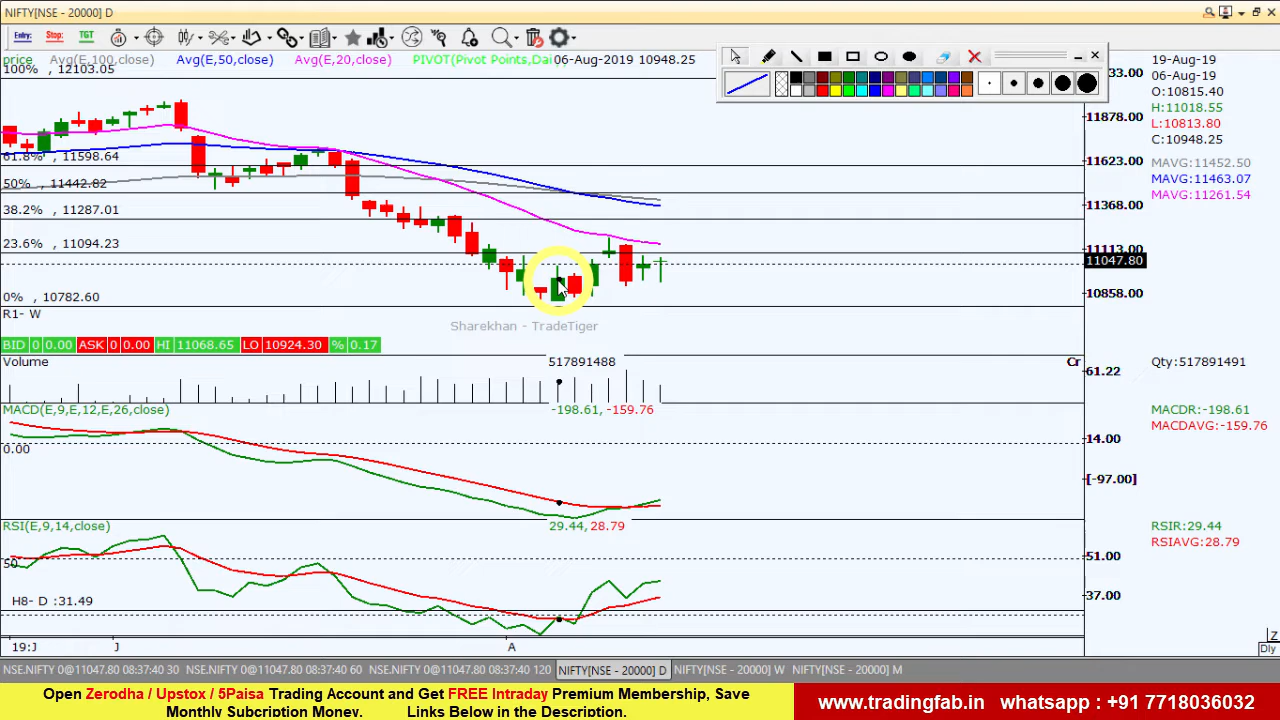 NIFTY[NSE - 20000] D
Entry: Stop: TGT
price Avg(E,100,close) Avg(E,50,close) Avg(E,20,close) PIVOT(Pivot Points,Dai 06-Aug-2019 10948.25
100% , 12103.05
61.8% , 11598.64
50% , 11442.82
38.2% , 11287.01
23.6% , 11094.23
0% , 10782.60
R1- W
Sharekhan - TradeTiger
33.00
11878.00
11623.00
11368.00
11113.00
11047.80
10858.00
19-Aug-19
06-Aug-19
O:10815.40
H:11018.55
L:10813.80
C:10948.25
MAVG:11452.50
MAVG:11463.07
MAVG:11261.54
BID 0 0.00 ASK 0 0.00 HI 11068.65 LO 10924.30 % 0.17
Volume 517891488 Cr
61.22
Qty:517891491
MACD(E,9,E,12,E,26,close) -198.61, -159.76
0.00
14.00
[-97.00]
MACDR:-198.61
MACDAVG:-159.76
RSI(E,9,14,close) 29.44, 28.79
50
H8- D :31.49
51.00
37.00
RSIR:29.44
RSIAVG:28.79
19:J J A
Z
Dly
NSE.NIFTY 0@11047.80 08:37:40 30 NSE.NIFTY 0@11047.80 08:37:40 60 NSE.NIFTY 0@11047.80 08:37:40 120 NIFTY[NSE - 20000] D NIFTY[NSE - 20000] W NIFTY[NSE - 20000] M
Open Zerodha / Upstox / 5Paisa Trading Account and Get FREE Intraday Premium Membership, Save
Monthly Subcription Money. Links Below in the Description.
www.tradingfab.in whatsapp : +91 7718036032